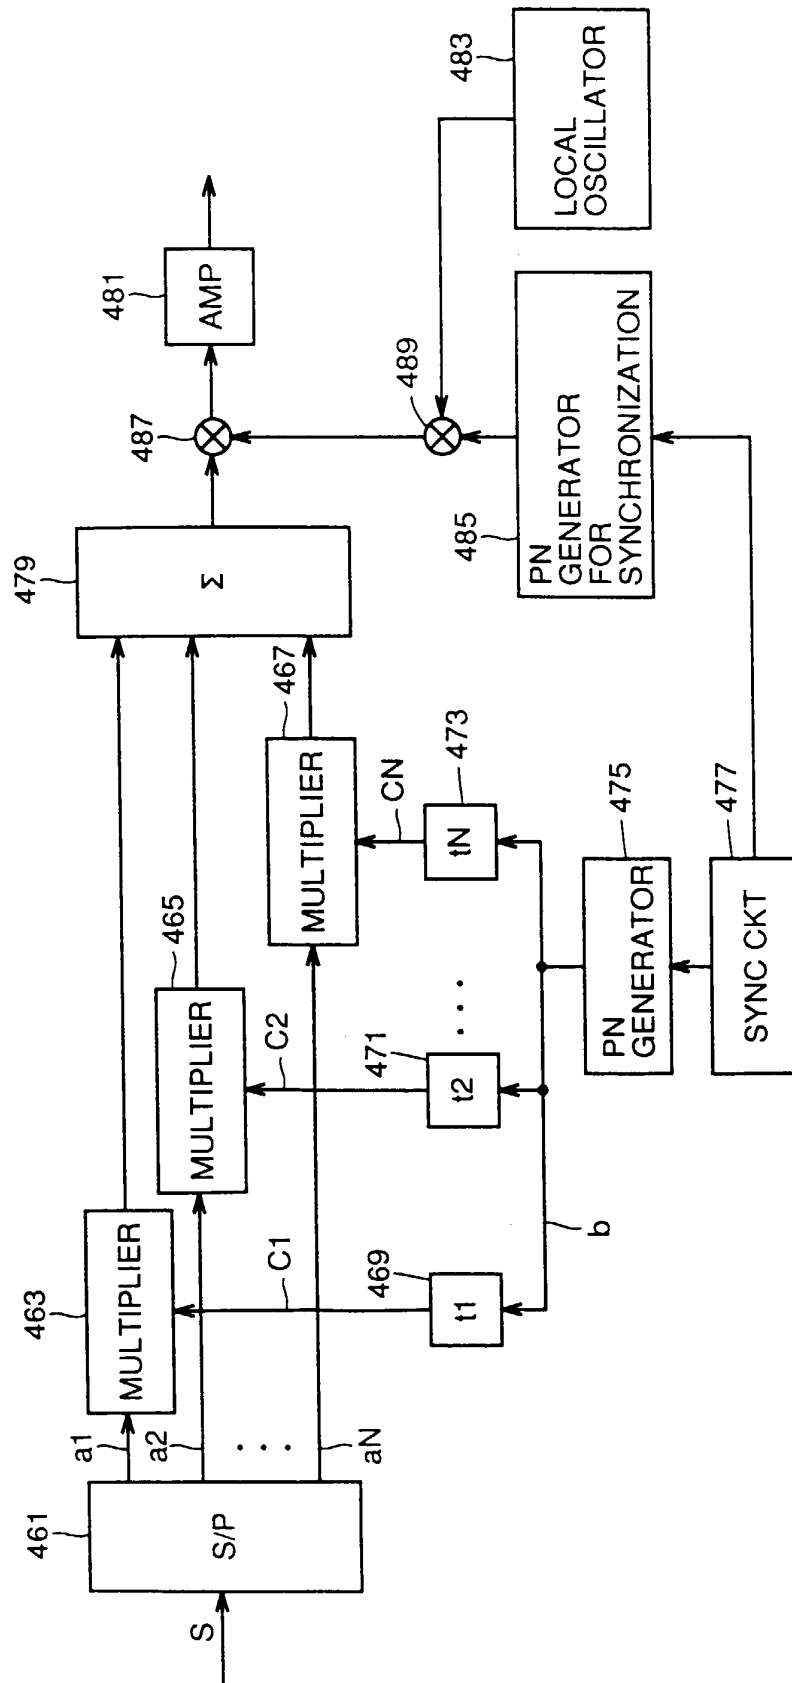 S
461
S/P
a1
a2
. . .
aN
463
MULTIPLIER
465
MULTIPLIER
467
MULTIPLIER
C1
C2
CN
469
t1
471
t2
. . .
473
tN
b
475
PN
GENERATOR
477
SYNC CKT
479
Σ
487
481
AMP
489
485
PN
GENERATOR
FOR
SYNCHRONIZATION
483
LOCAL
OSCILLATOR